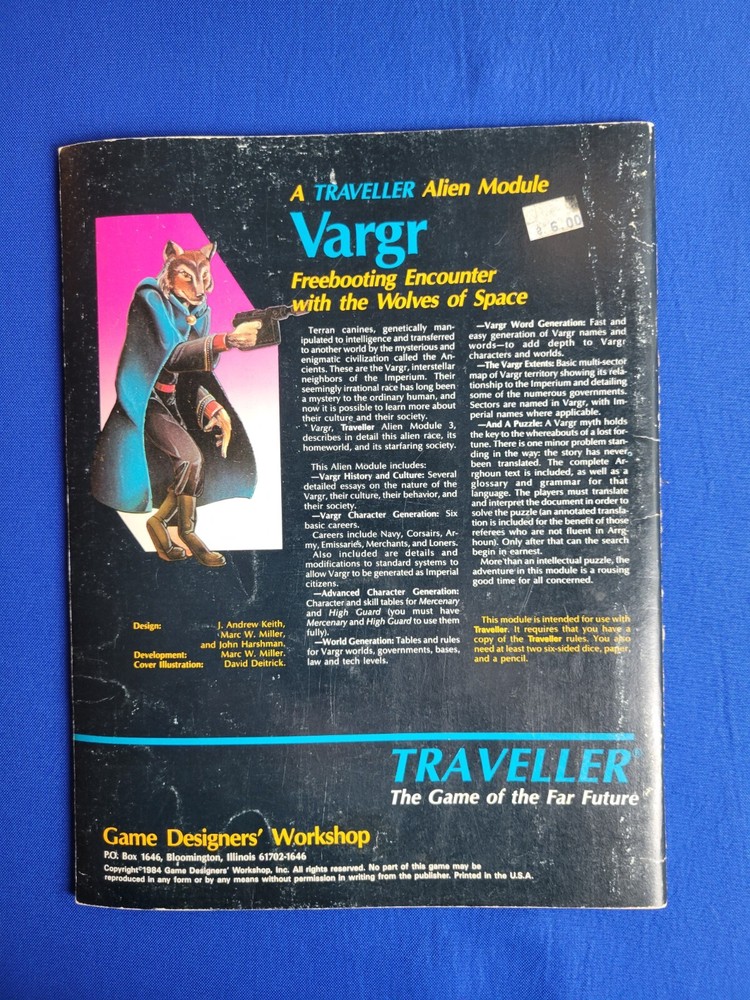 A TRAVELLER Alien Module
Vargr
Freebooting Encounter
with the Wolves of Space
6.00
Terran canines, genetically man-
ipulated to intelligence and transferred
to another world by the mysterious and
enigmatic civilization called the An-
cients. These are the Vargr, interstellar
neighbors of the Imperium. Their
seemingly irrational race has long been
a mystery to the ordinary human, and
now it is possible to learn more about
their culture and their society.
Vargr, Traveller Alien Module 3,
describes in detail this alien race, its
homeworld, and its starfaring society.
This Alien Module includes:
—Vargr History and Culture: Several
detailed essays on the nature of the
Vargr, their culture, their behavior, and
their society.
—Vargr Character Generation: Six
basic careers.
Careers include Navy, Corsairs, Ar-
my, Emissaries, Merchants, and Loners.
Also included are details and
modifications to standard systems to
allow Vargr to be generated as Imperial
citizens.
—Advanced Character Generation:
Character and skill tables for Mercenary
and High Guard (you must have
Mercenary and High Guard to use them
fully).
—World Generation: Tables and rules
for Vargr worlds, governments, bases,
law and tech levels.
—Vargr Word Generation: Fast and
easy generation of Vargr names and
words—to add depth to Vargr
characters and worlds.
—The Vargr Extents: Basic multi-sector
map of Vargr territory showing its rela-
tionship to the Imperium and detailing
some of the numerous governments.
Sectors are named in Vargr, with Im-
perial names where applicable.
—And A Puzzle: A Vargr myth holds
the key to the whereabouts of a lost for-
tune. There is one minor problem stan-
ding in the way: the story has never
been translated. The complete Ar-
rghoun text is included, as well as a
glossary and grammar for that
language. The players must translate
and interpret the document in order to
solve the puzzle (an annotated transla-
tion is included for the benefit of those
referees who are not fluent in Arrg-
houn). Only after that can the search
begin in earnest.
More than an intellectual puzzle, the
adventure in this module is a rousing
good time for all concerned.
Design: J. Andrew Keith,
Marc W. Miller,
and John Harshman.
Development: Marc W. Miller.
Cover Illustration: David Deitrick.
This module is intended for use with
Traveller. It requires that you have a
copy of the Traveller rules. You also
need at least two six-sided dice, paper,
and a pencil.
TRAVELLER®
The Game of the Far Future
Game Designers' Workshop
P.O. Box 1646, Bloomington, Illinois 61702-1646
Copyright©1984 Game Designers' Workshop, Inc. All rights reserved. No part of this game may be
reproduced in any form or by any means without permission in writing from the publisher. Printed in the U.S.A.